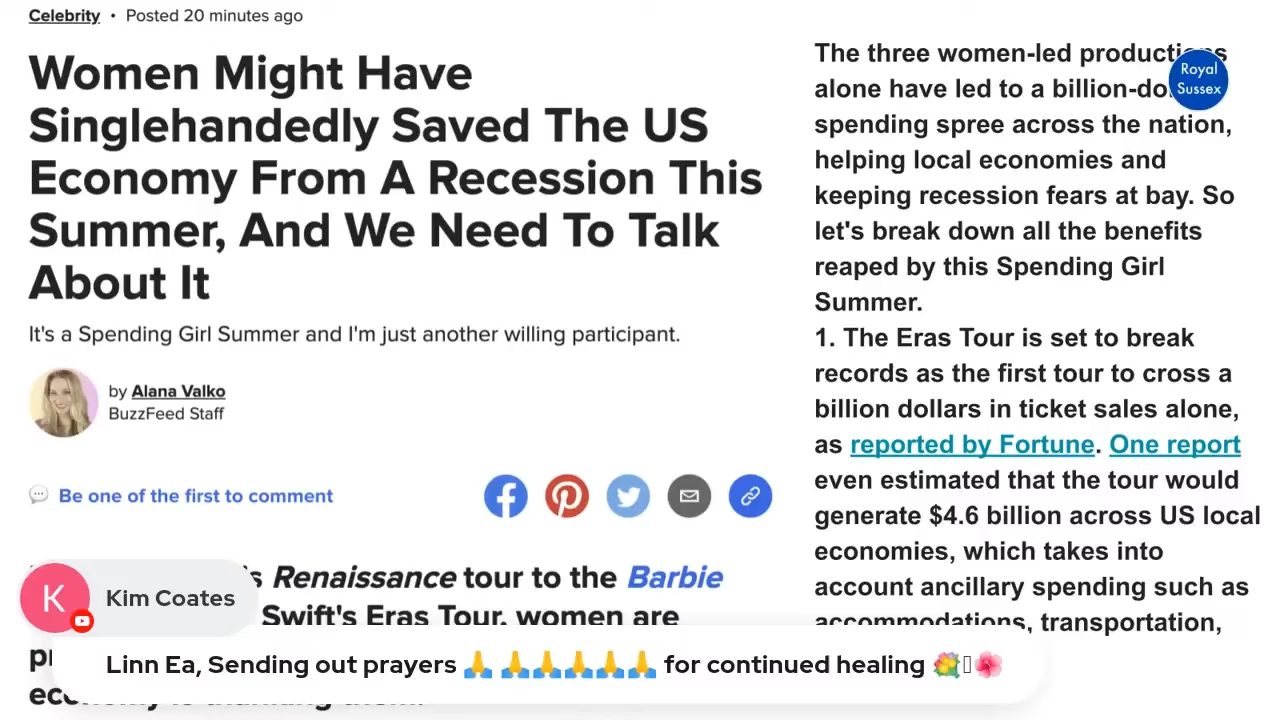 Celebrity • Posted 20 minutes ago
Women Might Have
Singlehandedly Saved The US
Economy From A Recession This
Summer, And We Need To Talk
About It
It's a Spending Girl Summer and I'm just another willing participant.
by Alana Valko
BuzzFeed Staff
Be one of the first to comment
Renaissance tour to the Barbie
Swift's Eras Tour, women are
The three women-led productions
alone have led to a
spending spree across the nation,
helping local economies and
keeping recession fears at bay. So
let's break down all the benefits
reaped by this Spending Girl
Summer.
1. The Eras Tour is set to break
records as the first tour to cross a
billion dollars in ticket sales alone,
as reported by Fortune. One report
even estimated that the tour would
generate $4.6 billion across US local
economies, which takes into
account ancillary spending such as
accommodations, transportation,
Royal
Sussex
K
Kim Coates
Linn Ea, Sending out prayers 🙏 🙏🙏🙏🙏🙏 for continued healing 💐▯🌺